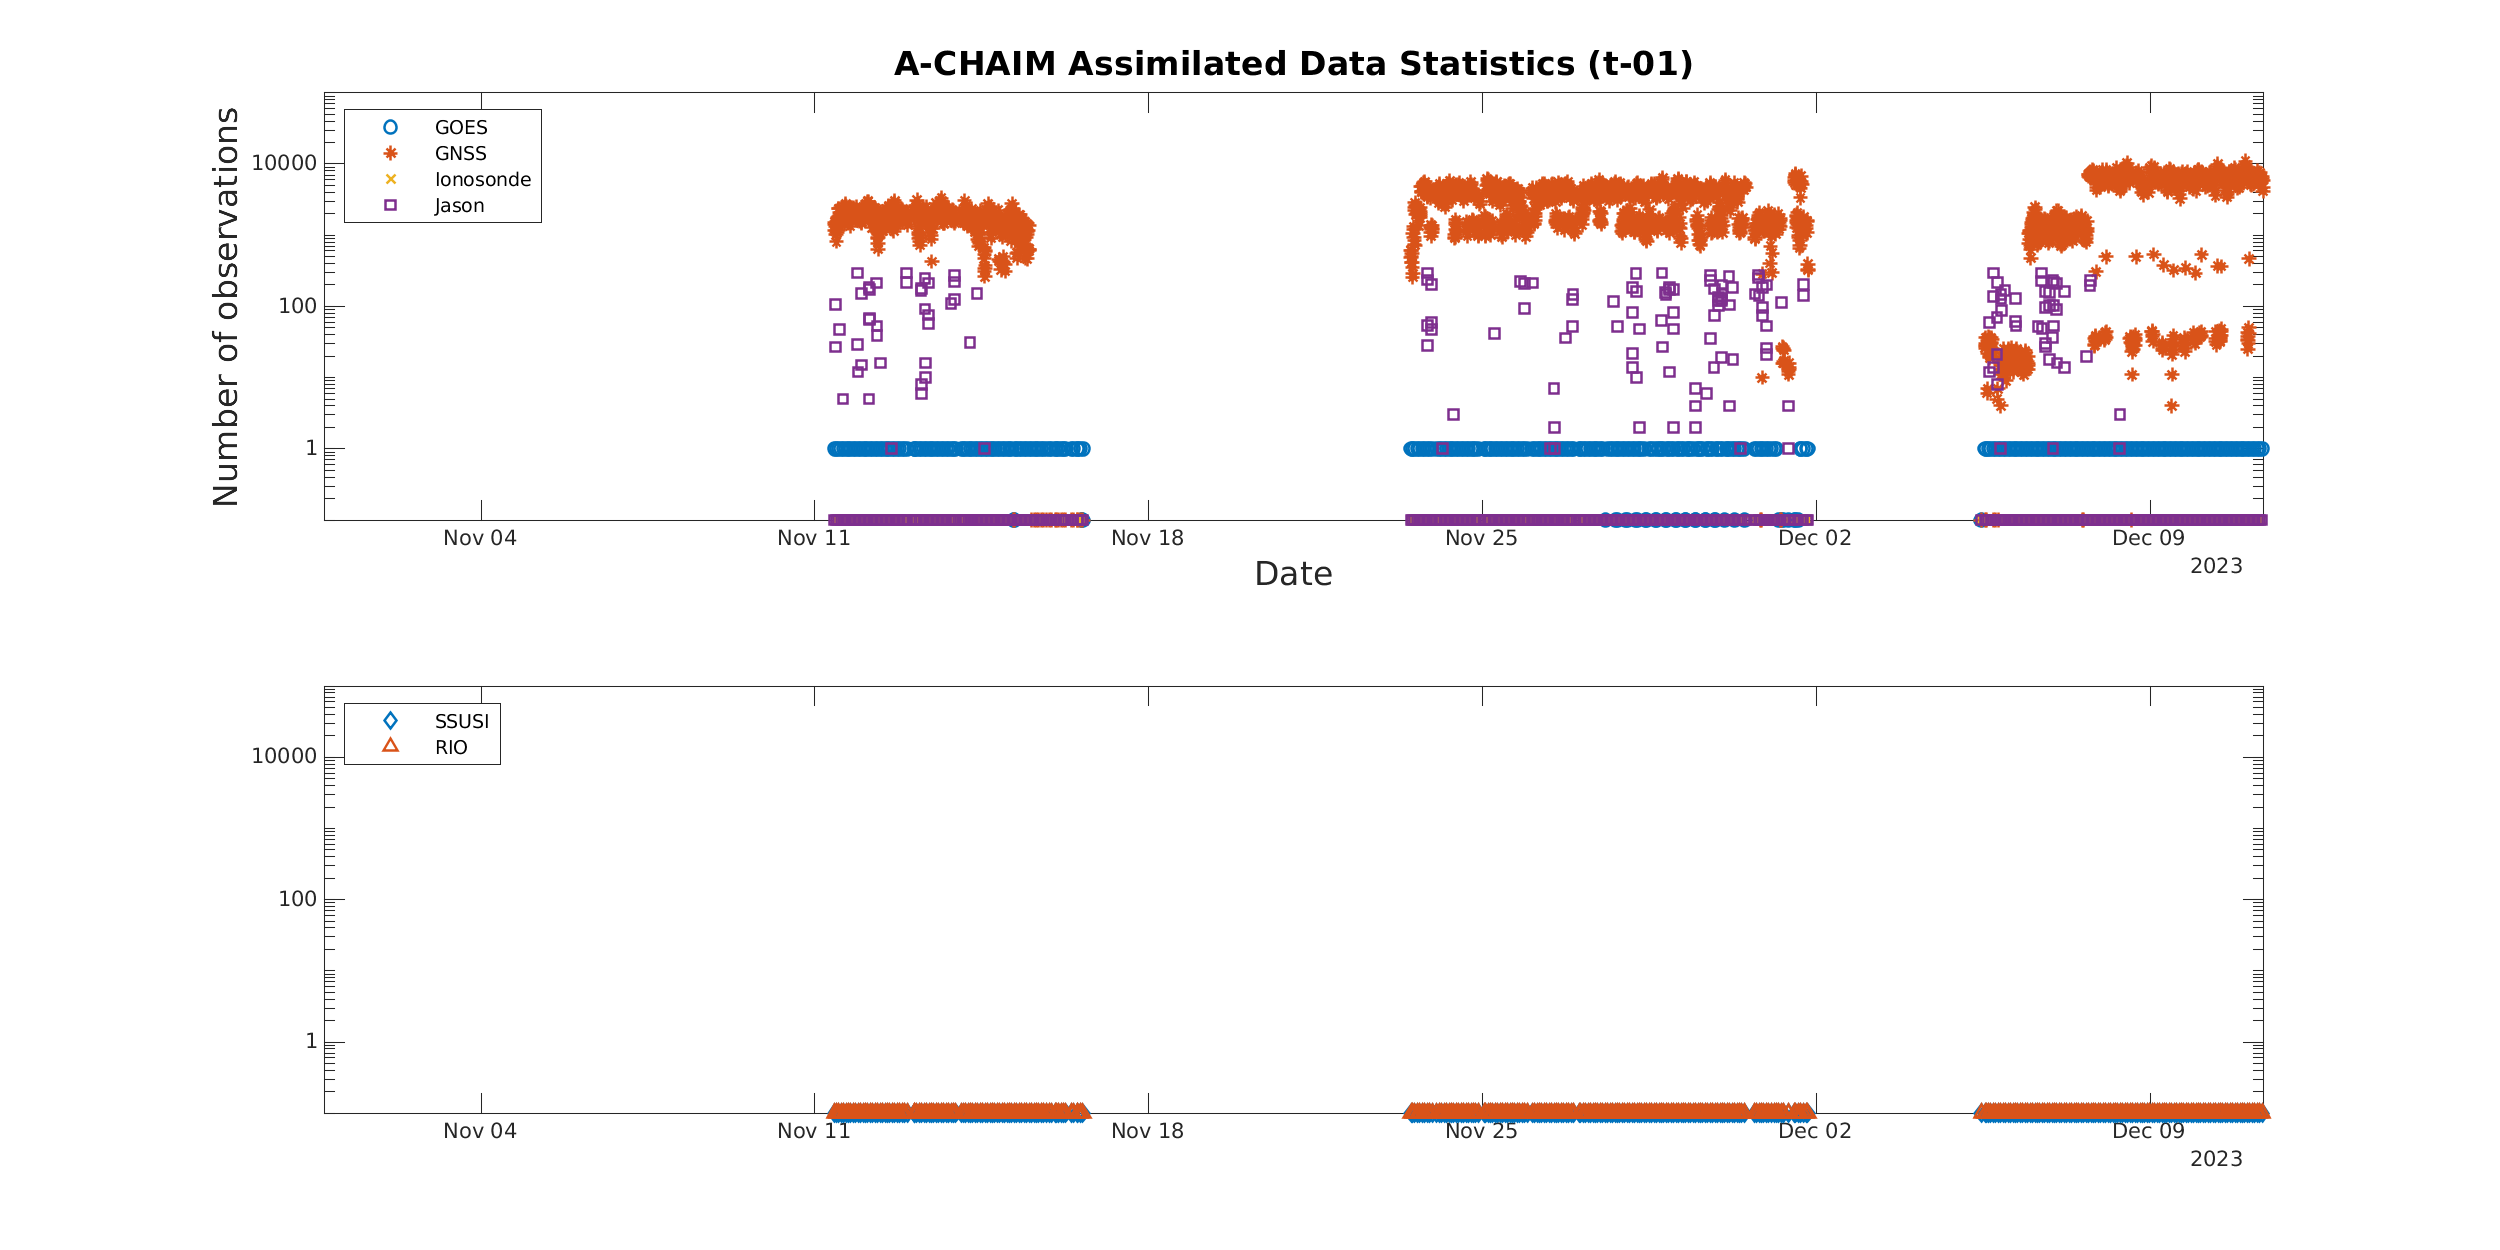 A-CHAIM Assimilated Data Statistics (t-01)
Number of observations
GOES
GNSS
Ionosonde
Jason
10000
100
1
Nov 04
Nov 11
Nov 18
Nov 25
Dec 02
Dec 09
2023
Date
SSUSI
RIO
10000
100
1
Nov 04
Nov 11
Nov 18
Nov 25
Dec 02
Dec 09
2023